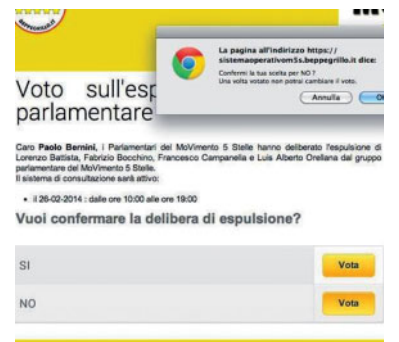 BEPPEGRILLO.IT
La pagina all'indirizzo https://
sistemaoperativom5s.beppegrillo.it dice:
Confermi la tua scelta per NO ?
Una volta votato non potrai cambiare il voto.
Annulla
Voto sull'esp
parlamentare
Caro Paolo Bernini, i Parlamentari del MoVimento 5 Stelle hanno deliberato l'espulsione di
Lorenzo Battista, Fabrizio Bocchino, Francesco Campanella e Luis Alberto Orellana dal gruppo
parlamentare del MoVimento 5 Stelle.
Il sistema di consultazione sarà attivo:
• il 26-02-2014 : dalle ore 10:00 alle ore 19:00
Vuoi confermare la delibera di espulsione?
SI Vota
NO Vota